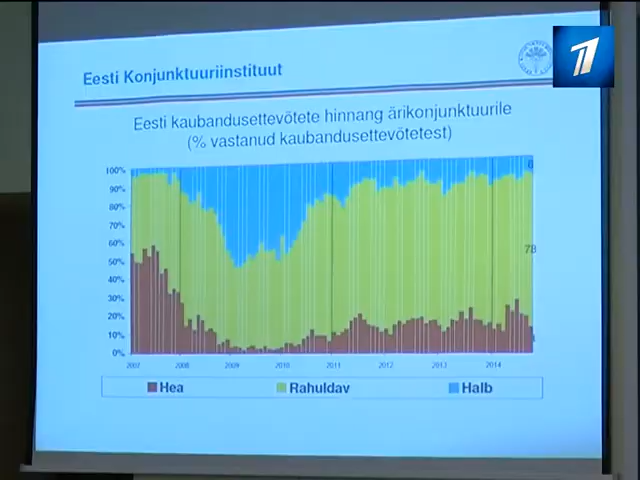 1
Eesti Konjunktuuriinstituut
Eesti kaubandusettevõtete hinnang ärikonjunktuurile
(% vastanud kaubandusettevõtetest)
100%
90%
80%
70%
60%
50%
40%
30%
20%
10%
0%
78
2007 2008 2009 2010 2011 2012 2013 2014
Hea Rahuldav Halb